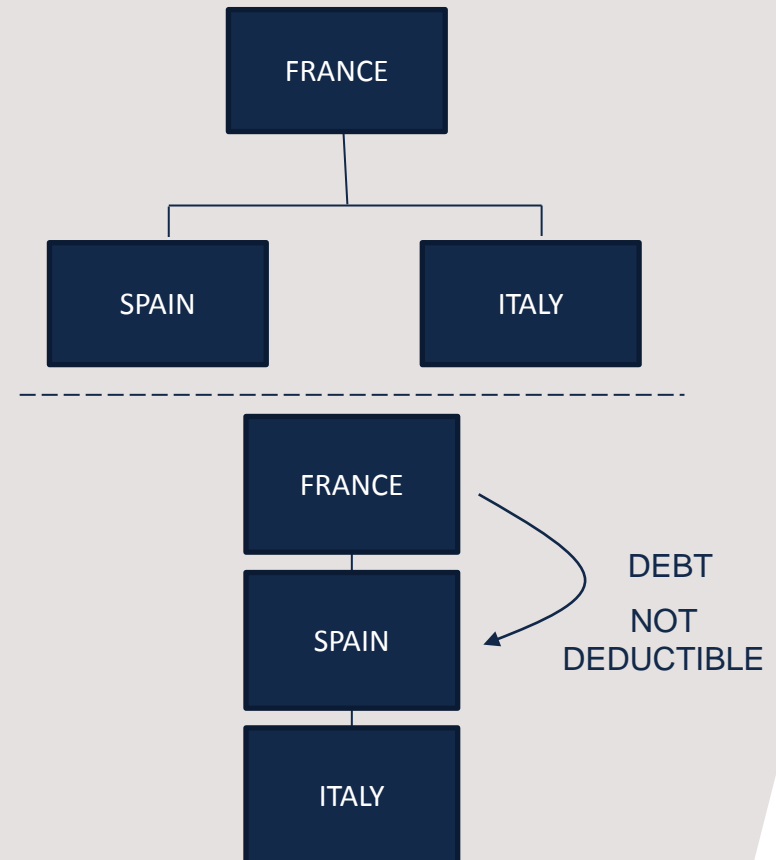 FRANCE
SPAIN
ITALY
FRANCE
DEBT
NOT
DEDUCTIBLE
SPAIN
ITALY